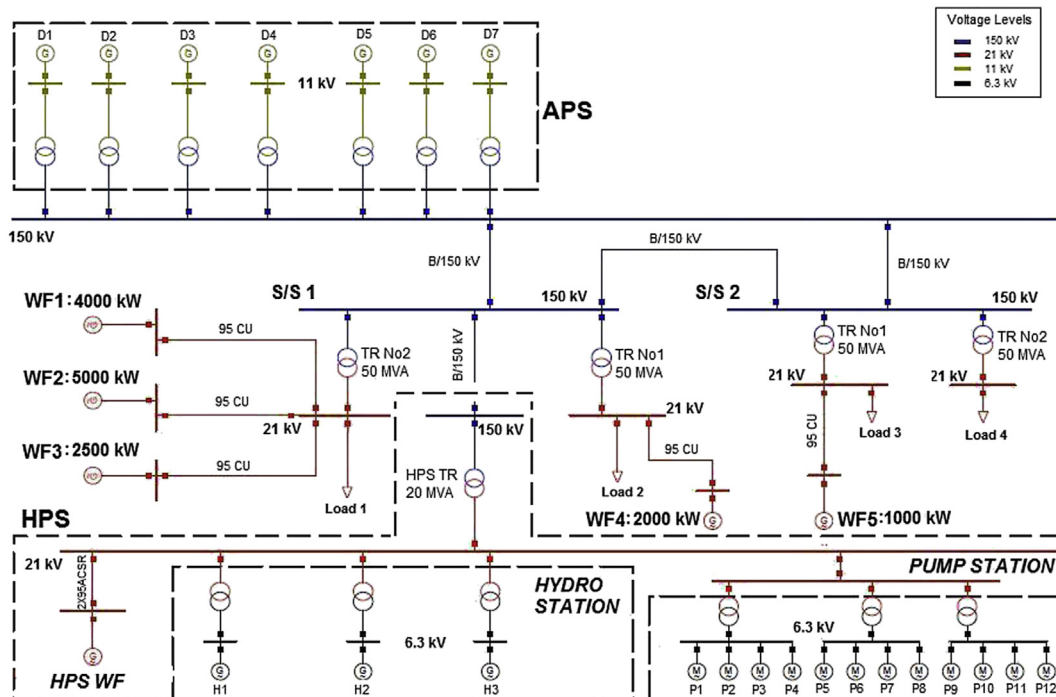 D1 D2 D3 D4 D5 D6 D7
Voltage Levels
150 kV
21 kV
11 kV
6.3 kV
G G G G G G G
11 kV
APS
150 kV
B/150 kV
B/150 kV
B/150 kV
S/S 1
150 kV
S/S 2
150 kV
WF1:4000 kW
95 CU
B/150 kV
TR No2
50 MVA
TR No1
50 MVA
TR No1
50 MVA
TR No2
50 MVA
WF2:5000 kW
95 CU
21 kV
21 kV
21 kV
21 kV
150 kV
WF3:2500 kW
95 CU
Load 1
HPS TR
20 MVA
Load 2
95 CU
95 CU
Load 3
Load 4
HPS
WF4:2000 kW
G
G
WF5:1000 kW
21 kV
2X95ACSR
HYDRO
STATION
PUMP STATION
6.3 kV
6.3 kV
G
HPS WF
G G G
H1 H2 H3
M M M M M M M M M M M M
P1 P2 P3 P4 P5 P6 P7 P8 P9 P10 P11 P12